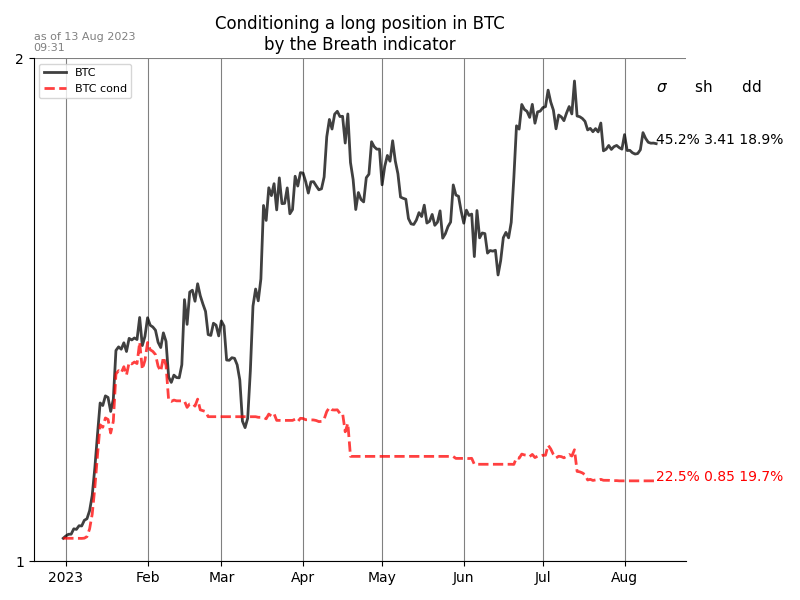 Conditioning a long position in BTC
by the Breath indicator
as of 13 Aug 2023
09:31
2
BTC
BTC cond
σ sh dd
45.2% 3.41 18.9%
22.5% 0.85 19.7%
1
2023 Feb Mar Apr May Jun Jul Aug